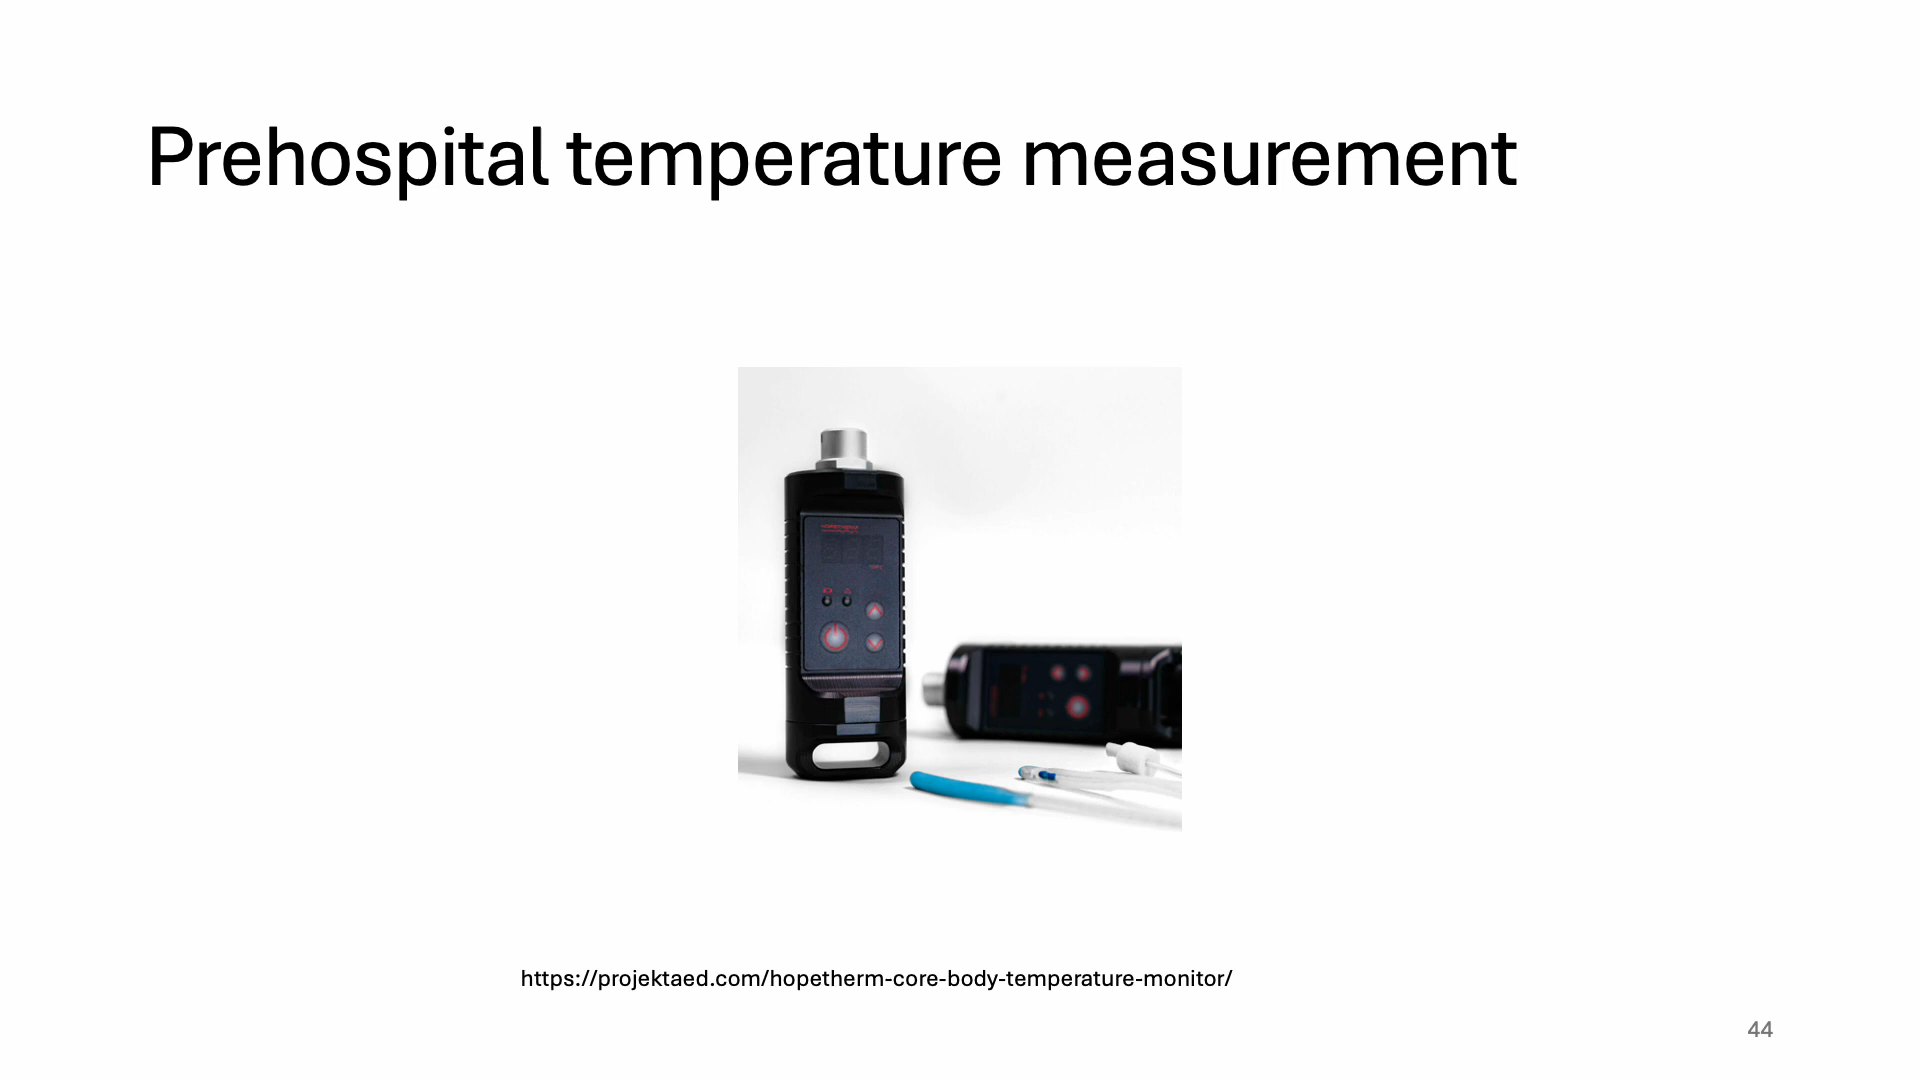 Prehospital temperature measurement
https://projektaed.com/hopetherm-core-body-temperature-monitor/
44